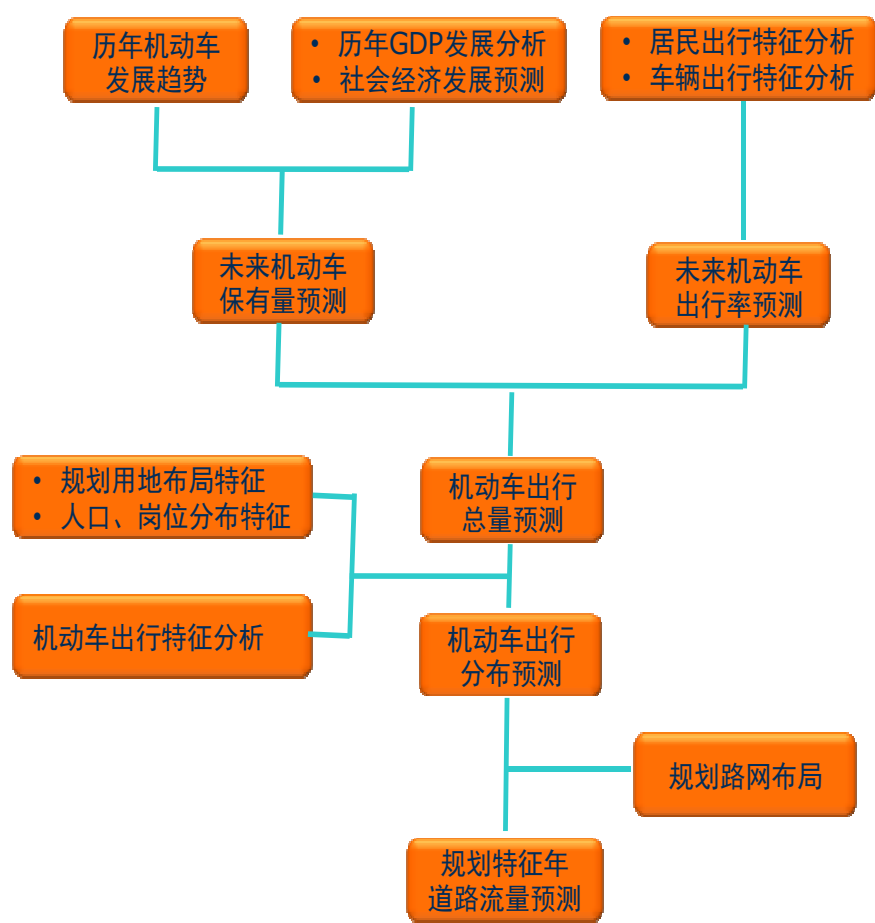 历年机动车
发展趋势
• 历年GDP发展分析
• 社会经济发展预测
• 居民出行特征分析
• 车辆出行特征分析
未来机动车
保有量预测
未来机动车
出行率预测
• 规划用地布局特征
• 人口、岗位分布特征
机动车出行
总量预测
机动车出行特征分析
机动车出行
分布预测
规划路网布局
规划特征年
道路流量预测